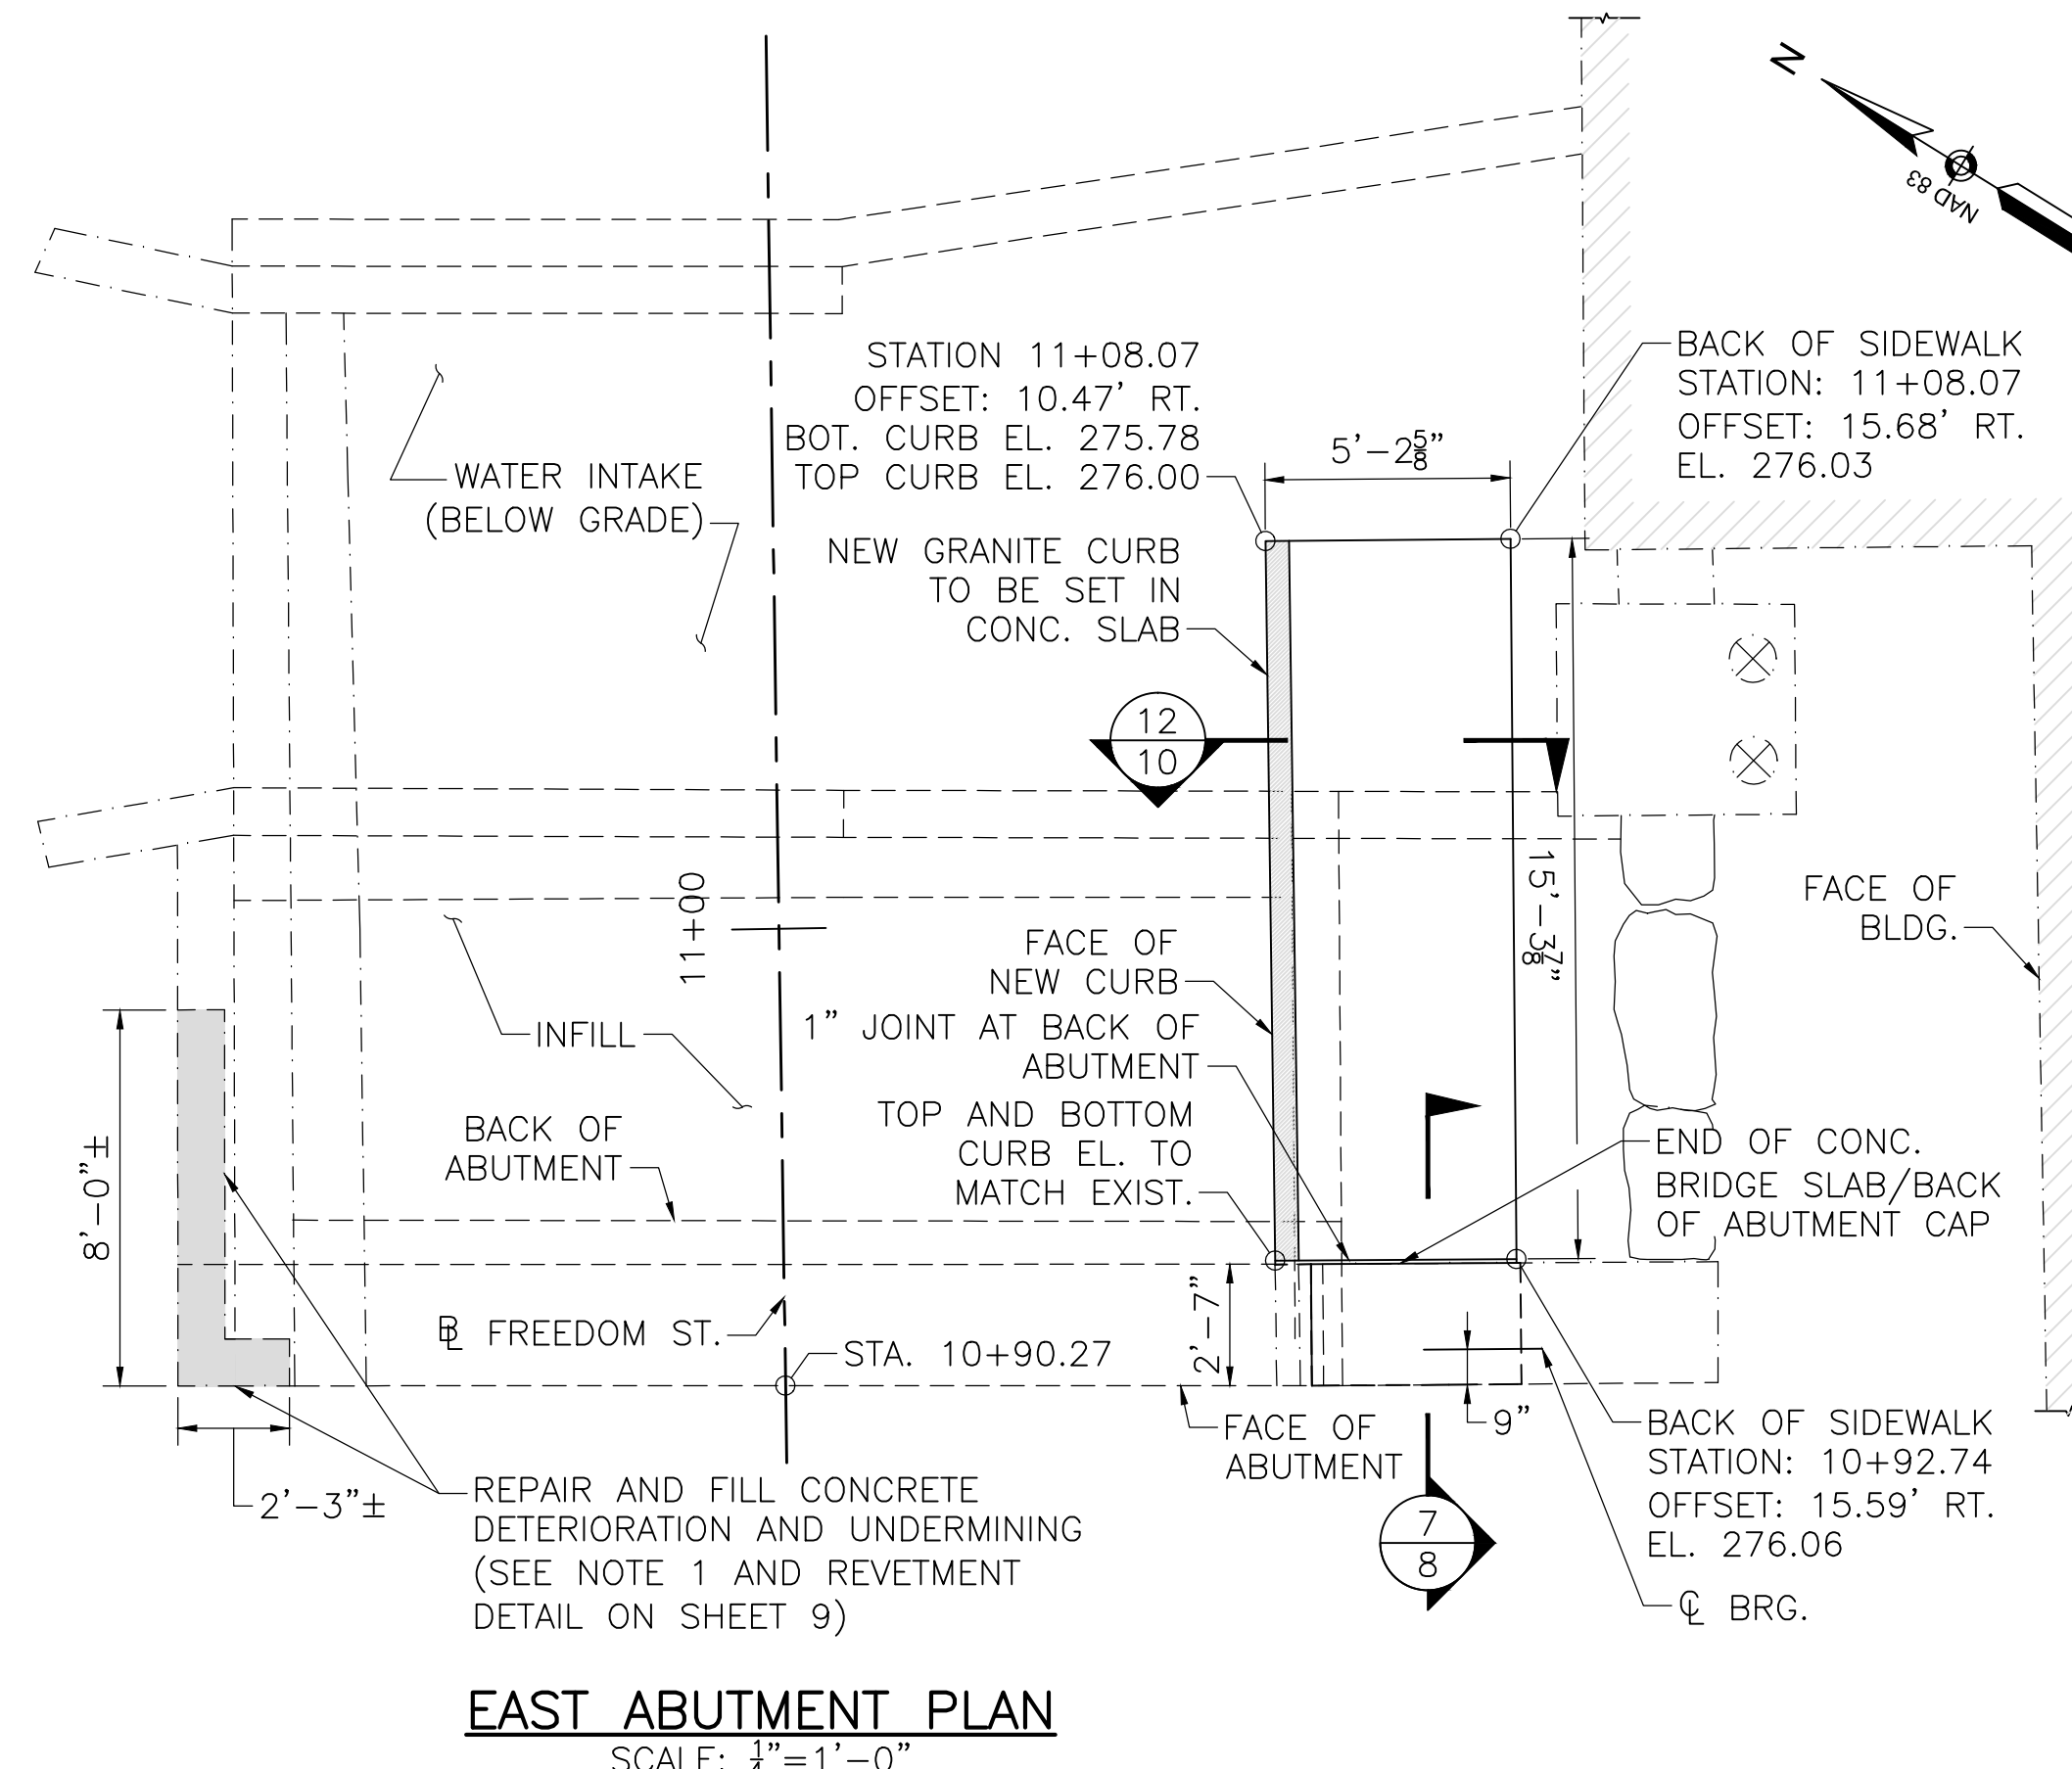 N
NAD 83
STATION 11+08.07
OFFSET: 10.47' RT.
BOT. CURB EL. 275.78
TOP CURB EL. 276.00
BACK OF SIDEWALK
STATION: 11+08.07
OFFSET: 15.68' RT.
EL. 276.03
5'-2⅝"
WATER INTAKE
(BELOW GRADE)
NEW GRANITE CURB
TO BE SET IN
CONC. SLAB
12
10
15'-3⅞"
11+00
FACE OF
BLDG.
FACE OF
NEW CURB
INFILL
1" JOINT AT BACK OF
ABUTMENT
TOP AND BOTTOM
CURB EL. TO
MATCH EXIST.
BACK OF
ABUTMENT
END OF CONC.
BRIDGE SLAB/BACK
OF ABUTMENT CAP
8'-0"±
2'-7"
BL FREEDOM ST.
STA. 10+90.27
9"
FACE OF
ABUTMENT
BACK OF SIDEWALK
STATION: 10+92.74
OFFSET: 15.59' RT.
EL. 276.06
2'-3"±
REPAIR AND FILL CONCRETE
DETERIORATION AND UNDERMINING
(SEE NOTE 1 AND REVETMENT
DETAIL ON SHEET 9)
7
8
CL BRG.
EAST ABUTMENT PLAN
SCALE: ¼"=1'-0"